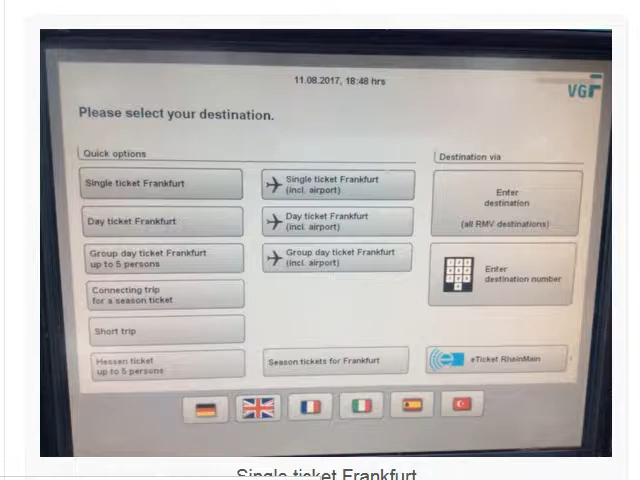 11.08.2017, 18:48 hrs
VGF
Please select your destination.
Quick options
Destination via
Single ticket Frankfurt
Single ticket Frankfurt
(incl. airport)
Enter
destination
(all RMV destinations)
Day ticket Frankfurt
Day ticket Frankfurt
(incl. airport)
Group day ticket Frankfurt
up to 5 persons
Group day ticket Frankfurt
(incl. airport)
Enter
destination number
Connecting trip
for a season ticket
Short trip
Hessen ticket
up to 5 persons
Season tickets for Frankfurt
eTicket RheinMain
Single ticket Frankfurt